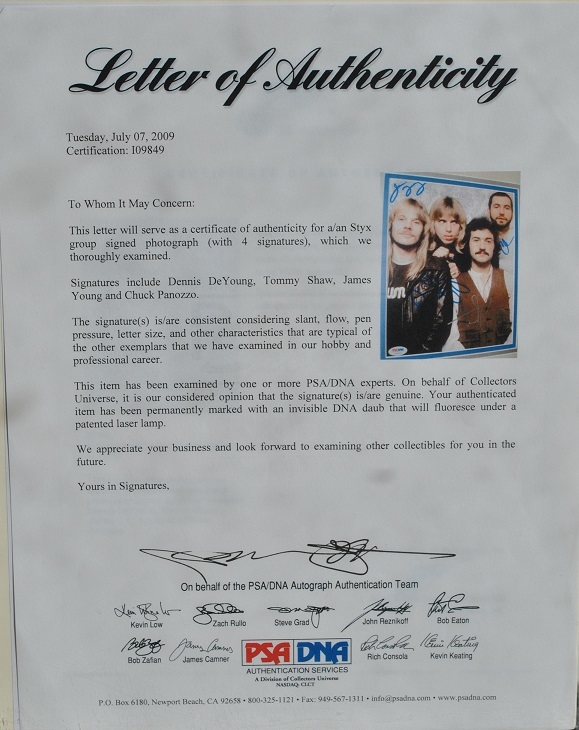 Letter of Authenticity
Tuesday, July 07, 2009
Certification: I09849
To Whom It May Concern:
This letter will serve as a certificate of authenticity for a/an Styx
group signed photograph (with 4 signatures), which we
thoroughly examined.
Signatures include Dennis DeYoung, Tommy Shaw, James
Young and Chuck Panozzo.
The signature(s) is/are consistent considering slant, flow, pen
pressure, letter size, and other characteristics that are typical of
the other exemplars that we have examined in our hobby and
professional career.
This item has been examined by one or more PSA/DNA experts. On behalf of Collectors
Universe, it is our considered opinion that the signature(s) is/are genuine. Your authenticated
item has been permanently marked with an invisible DNA daub that will fluoresce under a
patented laser lamp.
We appreciate your business and look forward to examining other collectibles for you in the
future.
Yours in Signatures,
On behalf of the PSA/DNA Autograph Authentication Team
Kevin Low Zach Rullo Steve Grad John Reznikoff Bob Eaton
Bob Zafian James Camner Rich Consola Kevin Keating
PSA DNA
AUTHENTICATION SERVICES
A Division of Collectors Universe
NASDAQ: CLCT
P.O. Box 6180, Newport Beach, CA 92658 • 800-325-1121 • Fax: 949-567-1311 • info@psadna.com • www.psadna.com